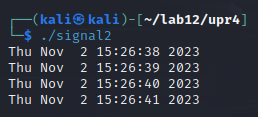 ┌──(kali㉿kali)-[~/lab12/upr4]
└─$ ./signal2
Thu Nov  2 15:26:38 2023
Thu Nov  2 15:26:39 2023
Thu Nov  2 15:26:40 2023
Thu Nov  2 15:26:41 2023